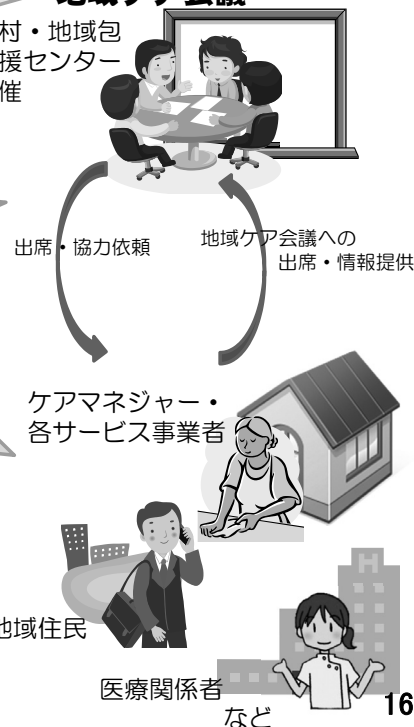 地域ケア会議
村・地域包
援センター
催
出席・協力依頼
地域ケア会議への
出席・情報提供
ケアマネジャー・
各サービス事業者
地域住民
医療関係者
など
H
16